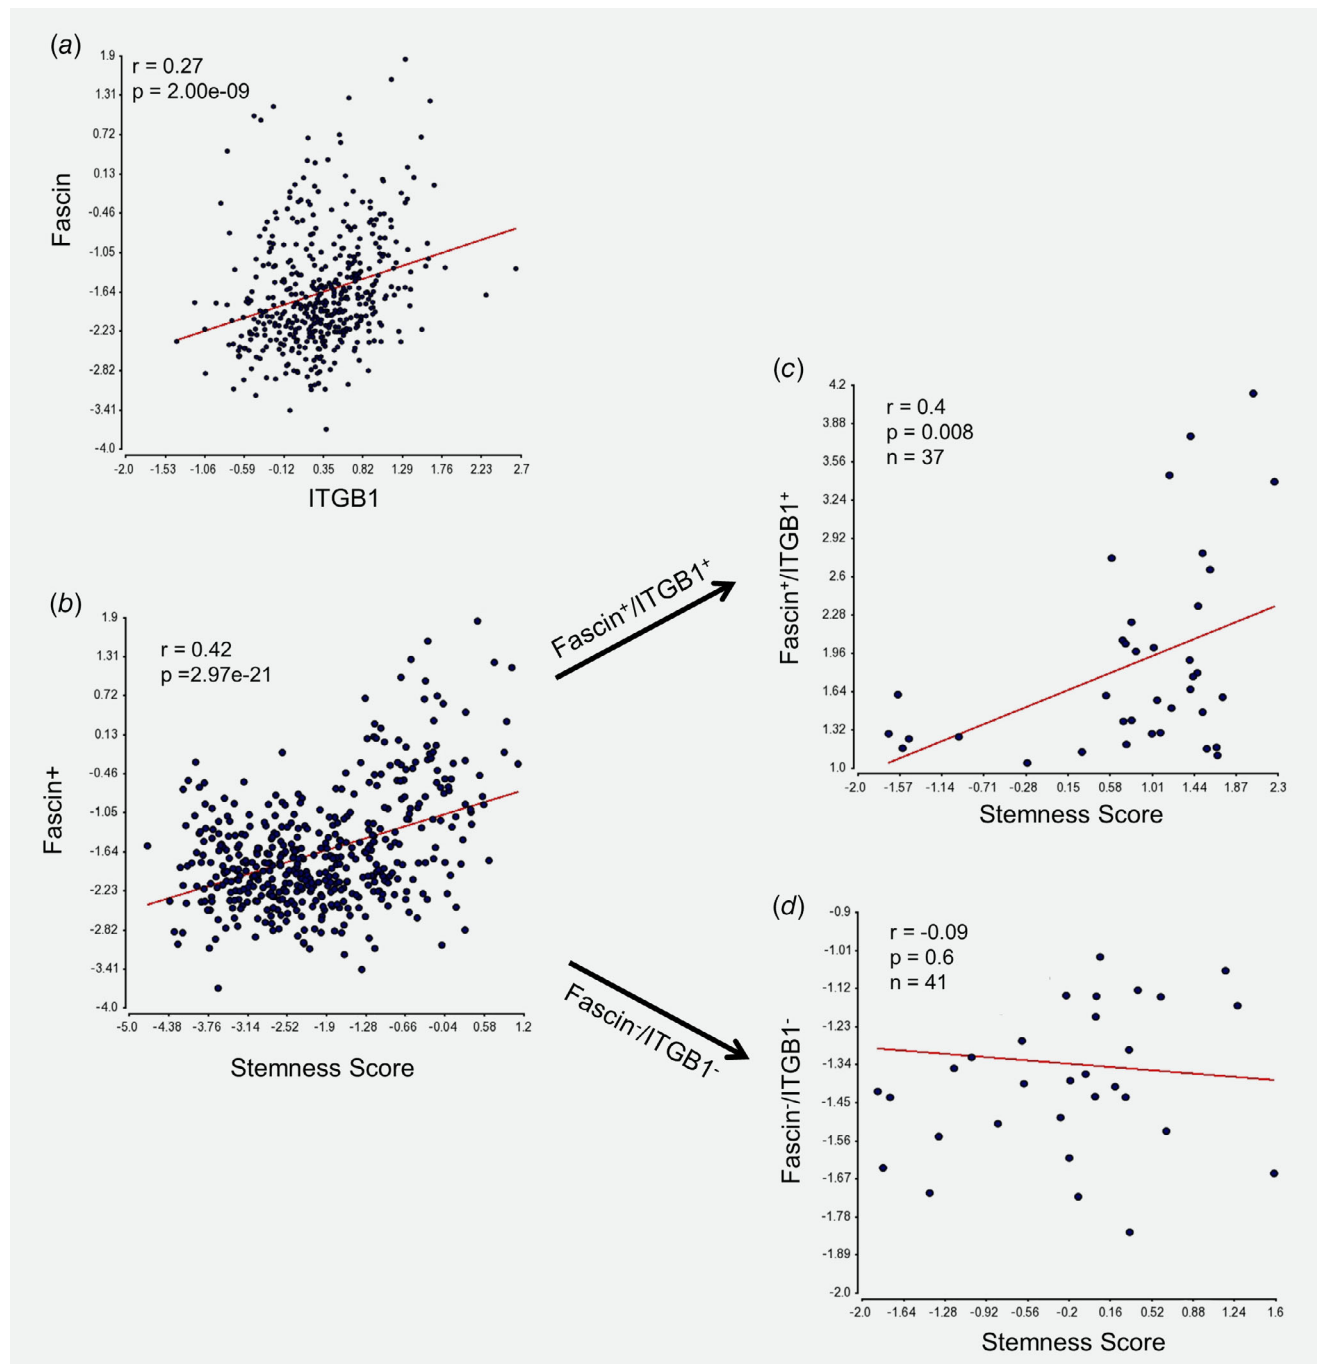 (a)
r = 0.27
p = 2.00e-09
Fascin
1.9
1.31
0.72
0.13
-0.46
-1.05
-1.64
-2.23
-2.82
-3.41
-4.0
-2.0 -1.53 -1.06 -0.59 -0.12 0.35 0.82 1.29 1.76 2.23 2.7
ITGB1
(b)
r = 0.42
p =2.97e-21
Fascin+
1.9
1.31
0.72
0.13
-0.46
-1.05
-1.64
-2.23
-2.82
-3.41
-4.0
-5.0 -4.38 -3.76 -3.14 -2.52 -1.9 -1.28 -0.66 -0.04 0.58 1.2
Stemness Score
Fascin⁺/ITGB1⁺
Fascin⁻/ITGB1⁻
(c)
r = 0.4
p = 0.008
n = 37
Fascin⁺/ITGB1⁺
4.2
3.88
3.56
3.24
2.92
2.6
2.28
1.96
1.64
1.32
1.0
-2.0 -1.57 -1.14 -0.71 -0.28 0.15 0.58 1.01 1.44 1.87 2.3
Stemness Score
(d)
r = -0.09
p = 0.6
n = 41
Fascin⁻/ITGB1⁻
-0.9
-1.01
-1.12
-1.23
-1.34
-1.45
-1.56
-1.67
-1.78
-1.89
-2.0
-2.0 -1.64 -1.28 -0.92 -0.56 -0.2 0.16 0.52 0.88 1.24 1.6
Stemness Score